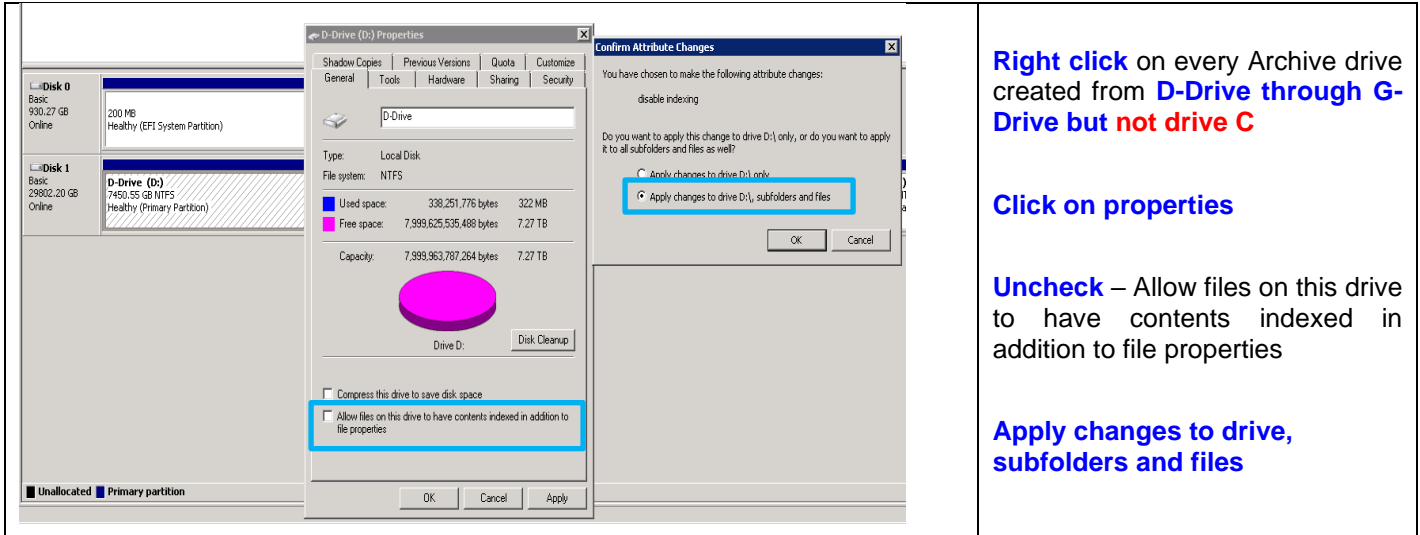 Disk 0
Basic
930.27 GB
Online
200 MB
Healthy (EFI System Partition)
Disk 1
Basic
29802.20 GB
Online
D-Drive (D:)
7450.55 GB NTFS
Healthy (Primary Partition)
Unallocated Primary partition
D-Drive (D:) Properties
Shadow Copies Previous Versions Quota Customize
General Tools Hardware Sharing Security
D-Drive
Type: Local Disk
File system: NTFS
Used space: 338,251,776 bytes 322 MB
Free space: 7,999,625,535,488 bytes 7.27 TB
Capacity: 7,999,963,787,264 bytes 7.27 TB
Drive D: Disk Cleanup
Compress this drive to save disk space
Allow files on this drive to have contents indexed in addition to
file properties
OK Cancel Apply
Confirm Attribute Changes
You have chosen to make the following attribute changes:
disable indexing
Do you want to apply this change to drive D:\ only, or do you want to apply
it to all subfolders and files as well?
Apply changes to drive D:\ only
Apply changes to drive D:\, subfolders and files
OK Cancel
Right click on every Archive drive
created from D-Drive through G-
Drive but not drive C
Click on properties
Uncheck – Allow files on this drive
to have contents indexed in
addition to file properties
Apply changes to drive,
subfolders and files